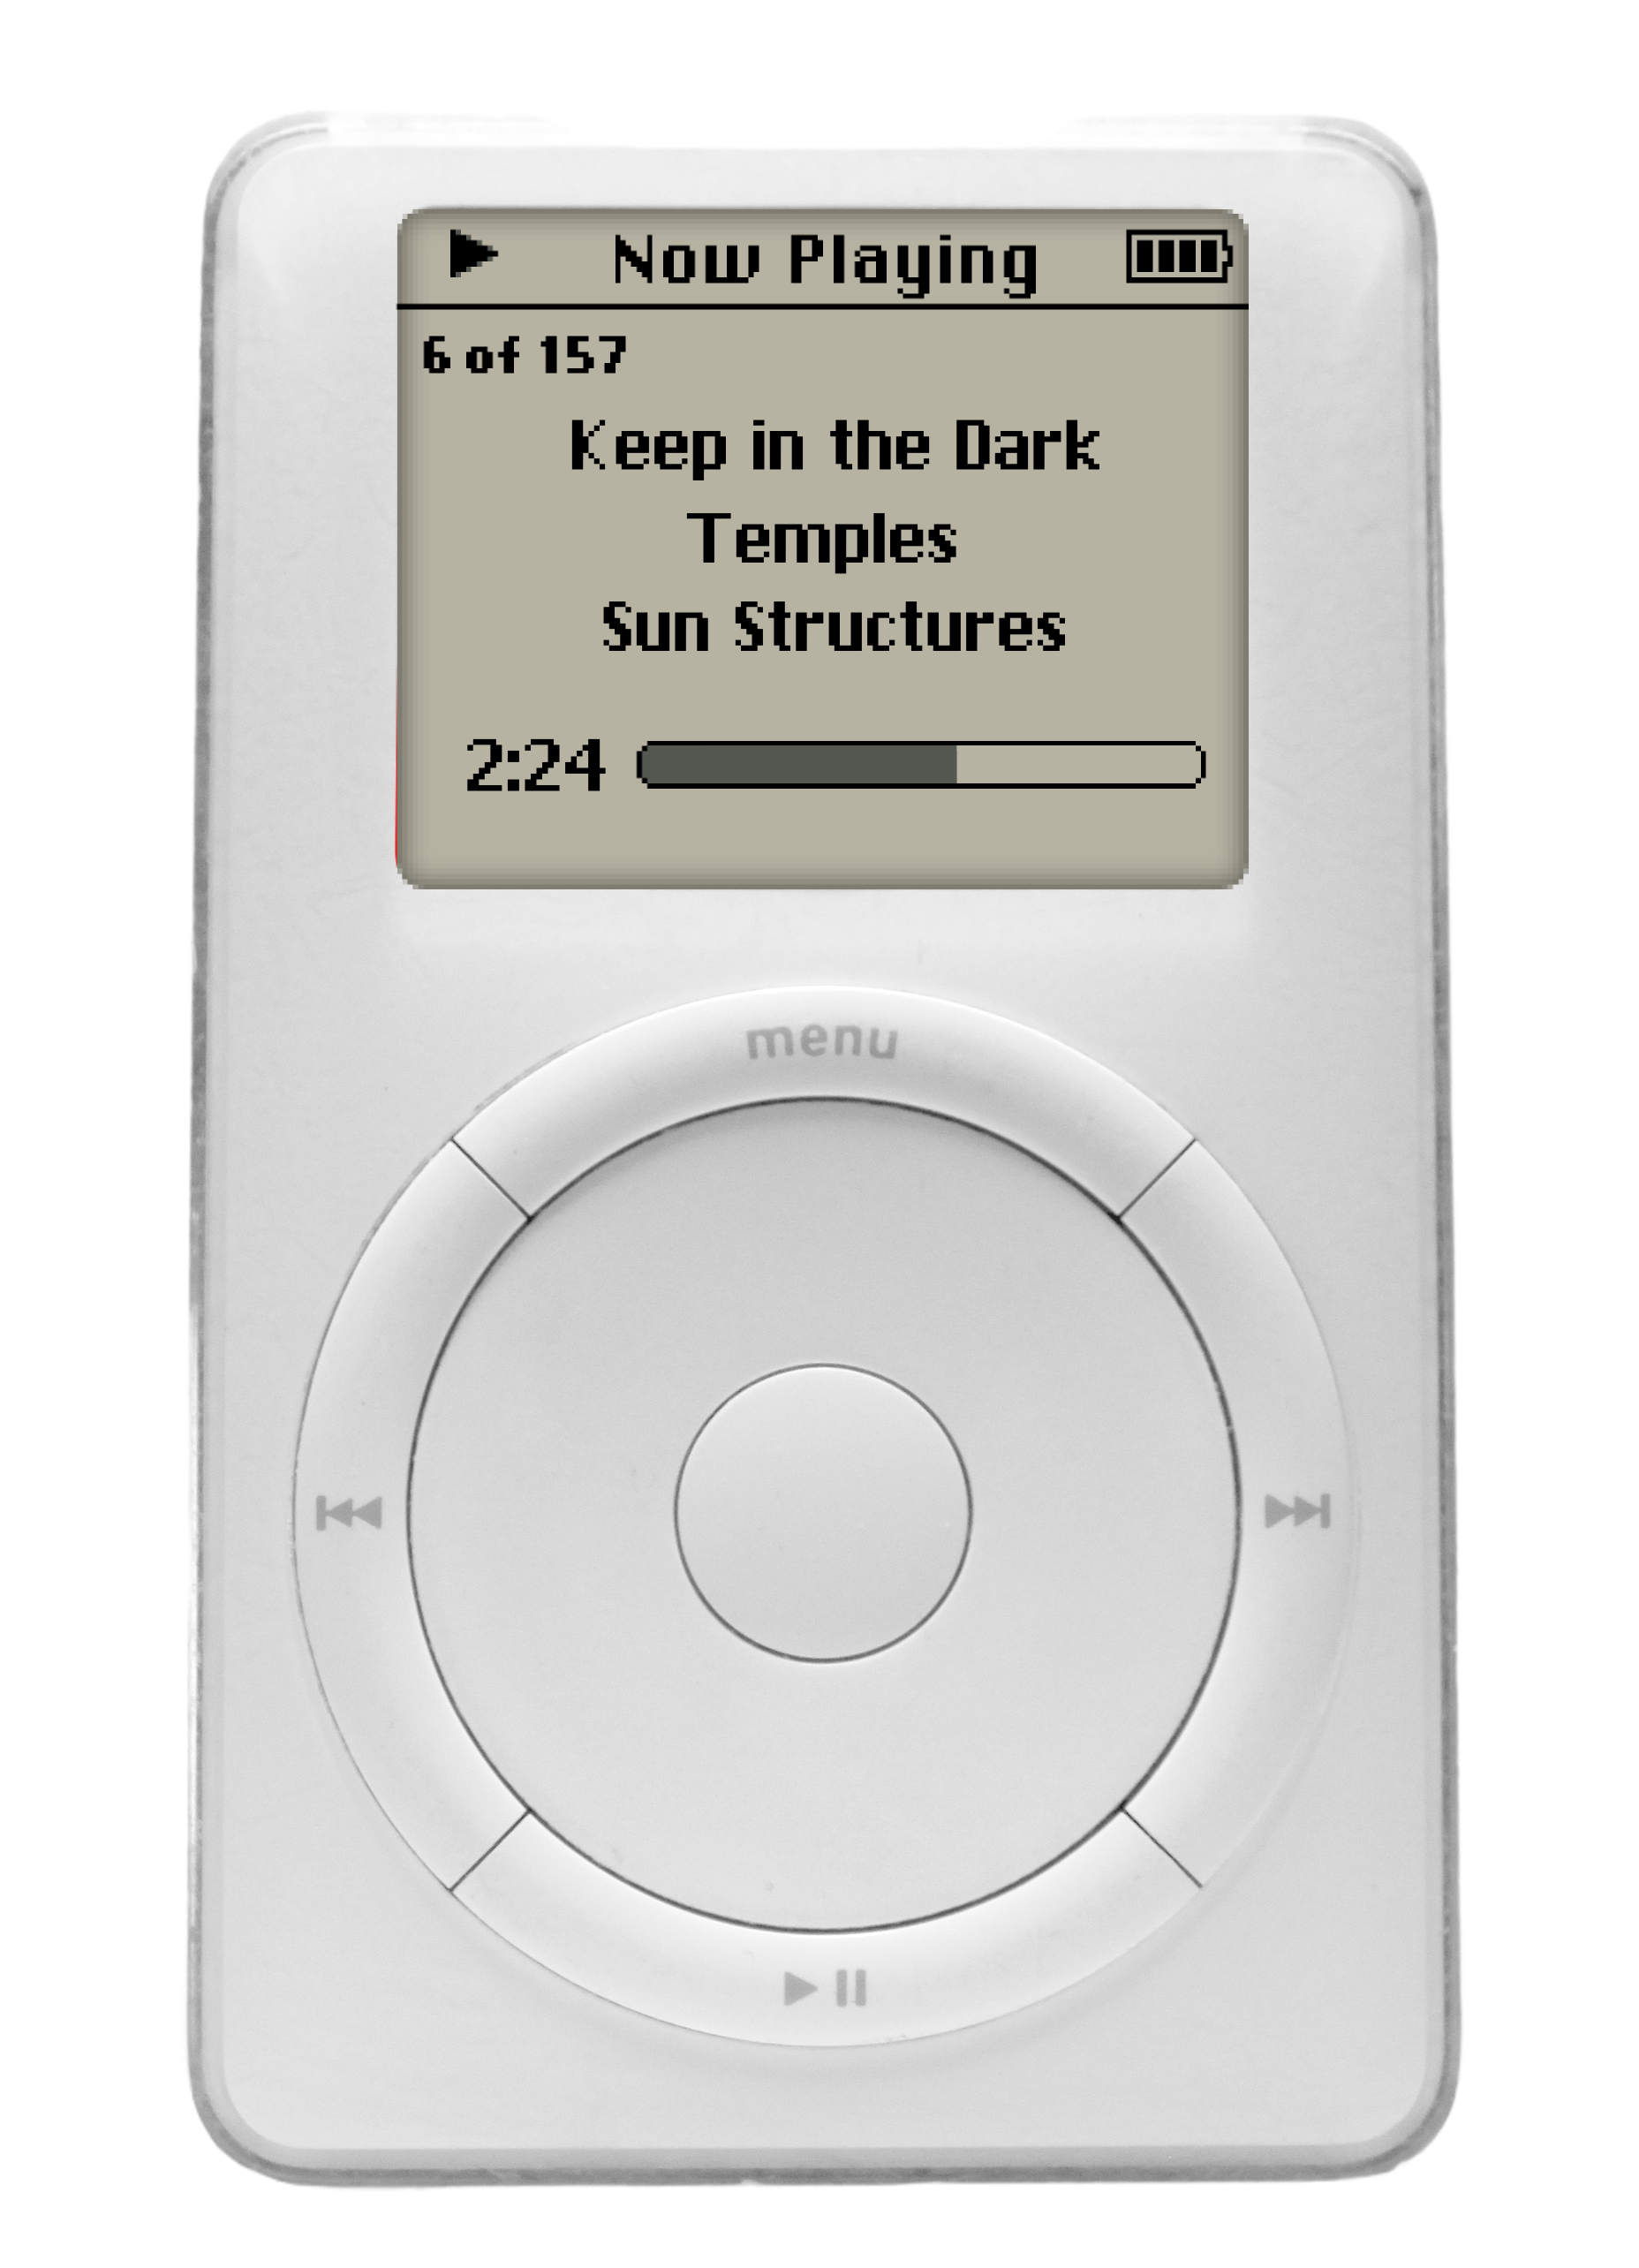 Now Playing
6 of 157
Keep in the Dark
Temples
Sun Structures
2:24
menu